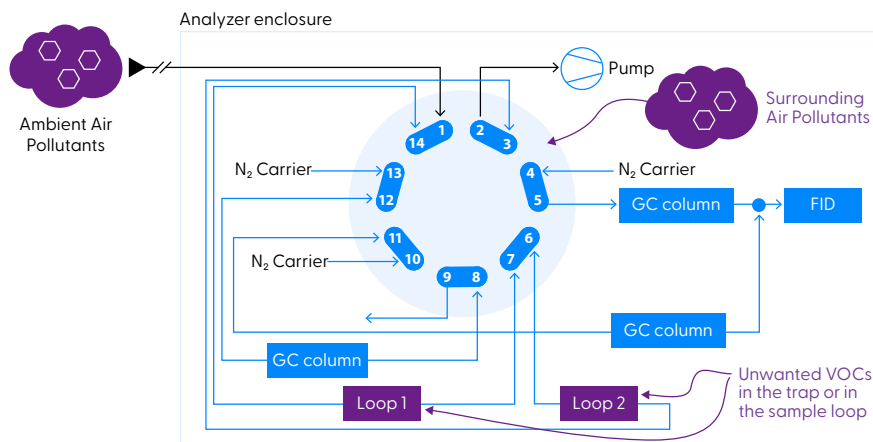 Analyzer enclosure
Ambient Air
Pollutants
Pump
Surrounding
Air Pollutants
1
2
14
3
N₂ Carrier
13
4
N₂ Carrier
12
5
GC column
FID
11
6
N₂ Carrier
10
7
9
8
GC column
GC column
Loop 1
Loop 2
Unwanted VOCs
in the trap or in
the sample loop